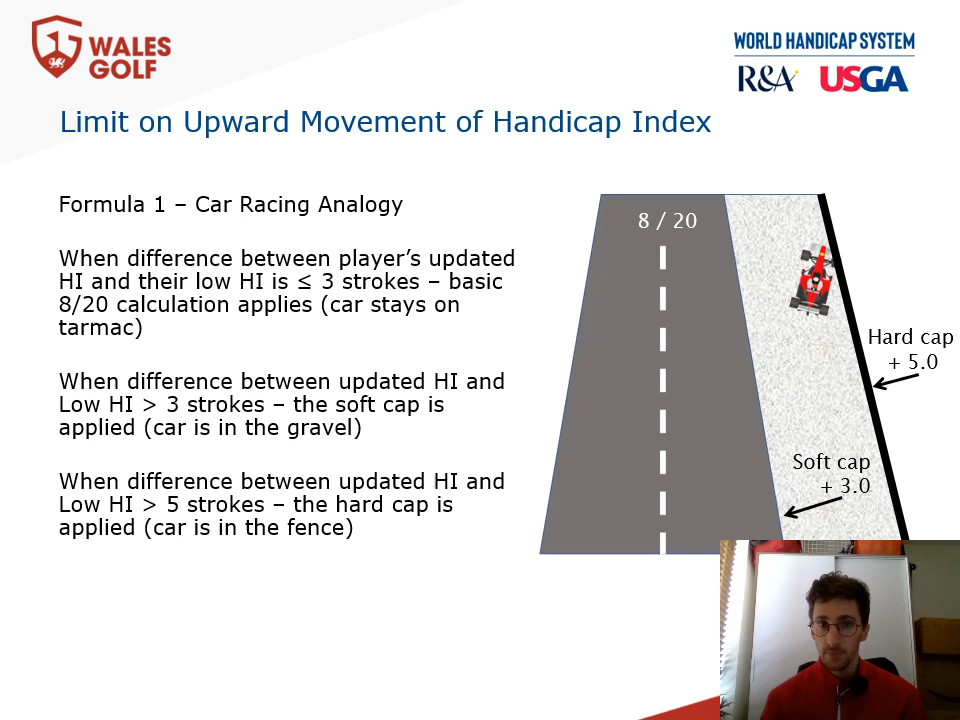 WALES
GOLF
WORLD HANDICAP SYSTEM
R&A USGA
Limit on Upward Movement of Handicap Index
Formula 1 – Car Racing Analogy
When difference between player’s updated
HI and their low HI is ≤ 3 strokes – basic
8/20 calculation applies (car stays on
tarmac)
When difference between updated HI and
Low HI > 3 strokes – the soft cap is
applied (car is in the gravel)
When difference between updated HI and
Low HI > 5 strokes – the hard cap is
applied (car is in the fence)
8 / 20
Hard cap
+ 5.0
Soft cap
+ 3.0